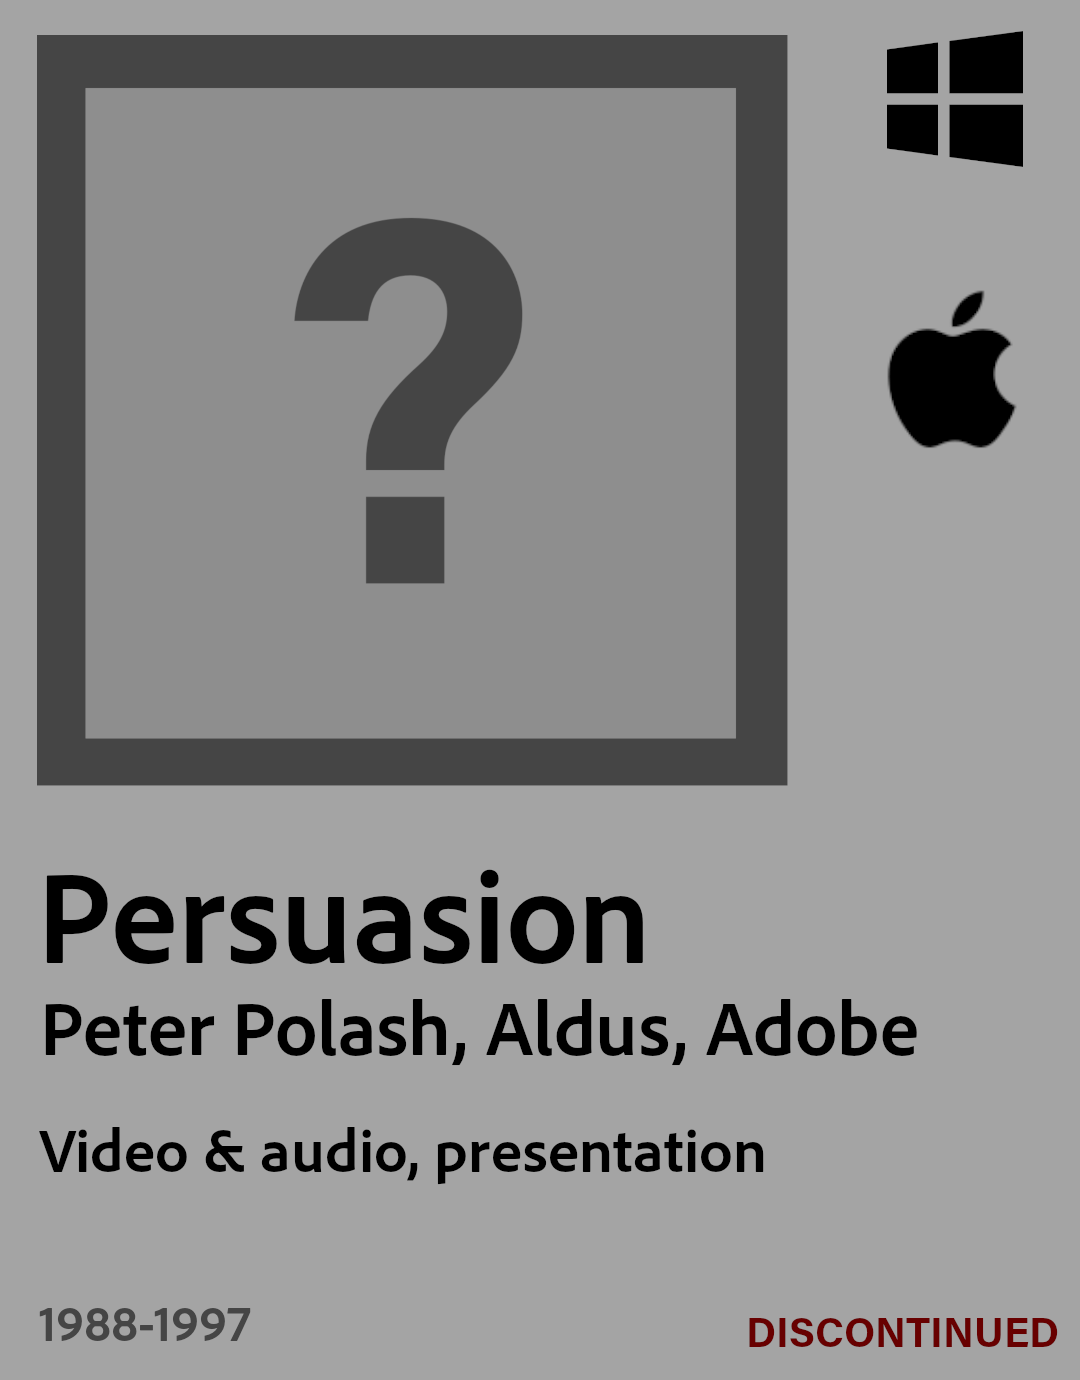 ?
Persuasion
Peter Polash, Aldus, Adobe
Video & audio, presentation
1988-1997
DISCONTINUED